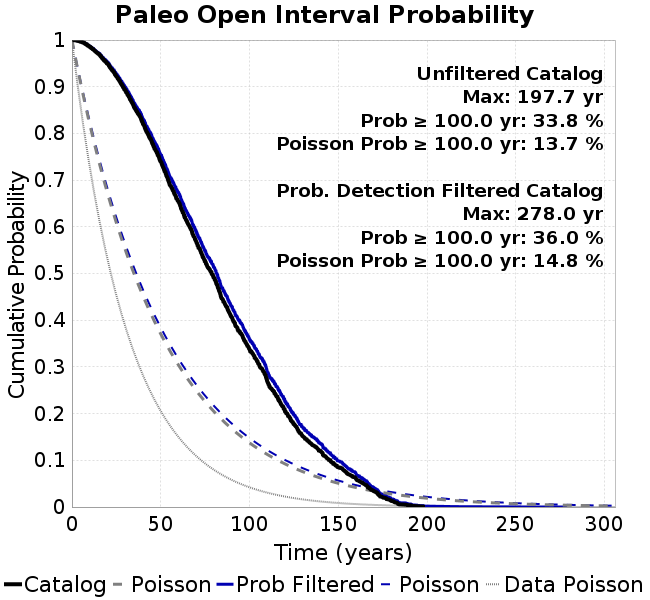 Paleo Open Interval Probability
Cumulative Probability
1
0.9
0.8
0.7
0.6
0.5
0.4
0.3
0.2
0.1
0
Unfiltered Catalog
Max: 197.7 yr
Prob ≥ 100.0 yr: 33.8 %
Poisson Prob ≥ 100.0 yr: 13.7 %
Prob. Detection Filtered Catalog
Max: 278.0 yr
Prob ≥ 100.0 yr: 36.0 %
Poisson Prob ≥ 100.0 yr: 14.8 %
0 50 100 150 200 250 300
Time (years)
Catalog Poisson Prob Filtered Poisson Data Poisson